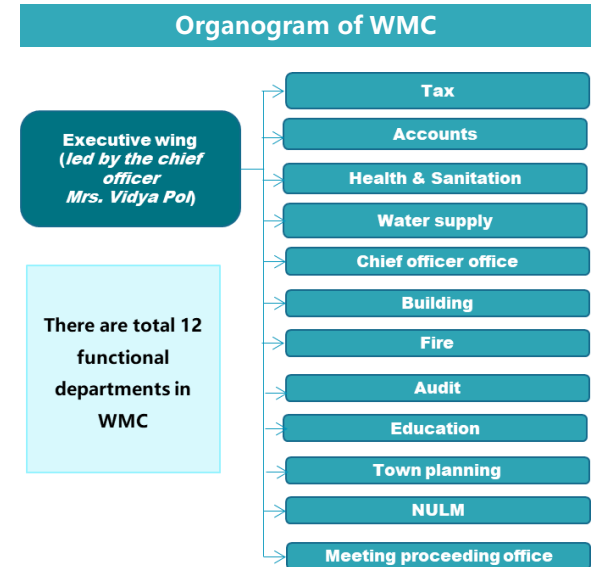 Organogram of WMC
Executive wing
(led by the chief
officer
Mrs. Vidya Pol)
There are total 12
functional
departments in
WMC
Tax
Accounts
Health & Sanitation
Water supply
Chief officer office
Building
Fire
Audit
Education
Town planning
NULM
Meeting proceeding office